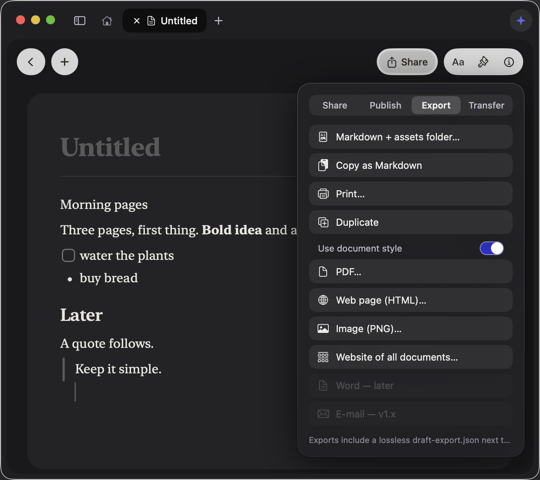 Untitled
Share
Aa
Share Publish Export Transfer
Untitled
Markdown + assets folder...
Copy as Markdown
Print...
Duplicate
Use document style
PDF...
Web page (HTML)...
Image (PNG)...
Website of all documents...
Word — later
E-mail — v1.x
Exports include a lossless draft-export.json next t...
Morning pages
Three pages, first thing. Bold idea and a
water the plants
• buy bread
Later
A quote follows.
Keep it simple.